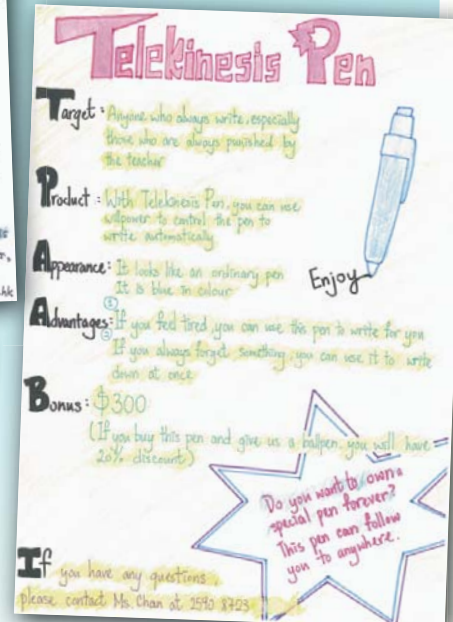 Telekinesis Pen
Target: Anyone who always write, especially
those who are always punished by
the teacher
Product: With Telekinesis Pen, you can use
willpower to control the pen to
write automatically
Appearance: It looks like an ordinary pen
It is blue in colour
Enjoy
Advantages: ① If you feel tired, you can use this pen to write for you
② If you always forget something, you can use it to write
down at once
Bonus: $300
(If you buy this pen and give us a ballpen, you will have
20% discount)
Do you want to own a
special pen forever?
This pen can follow
you to anywhere.
If you have any questions,
please contact Ms. Chan at 2590 8723